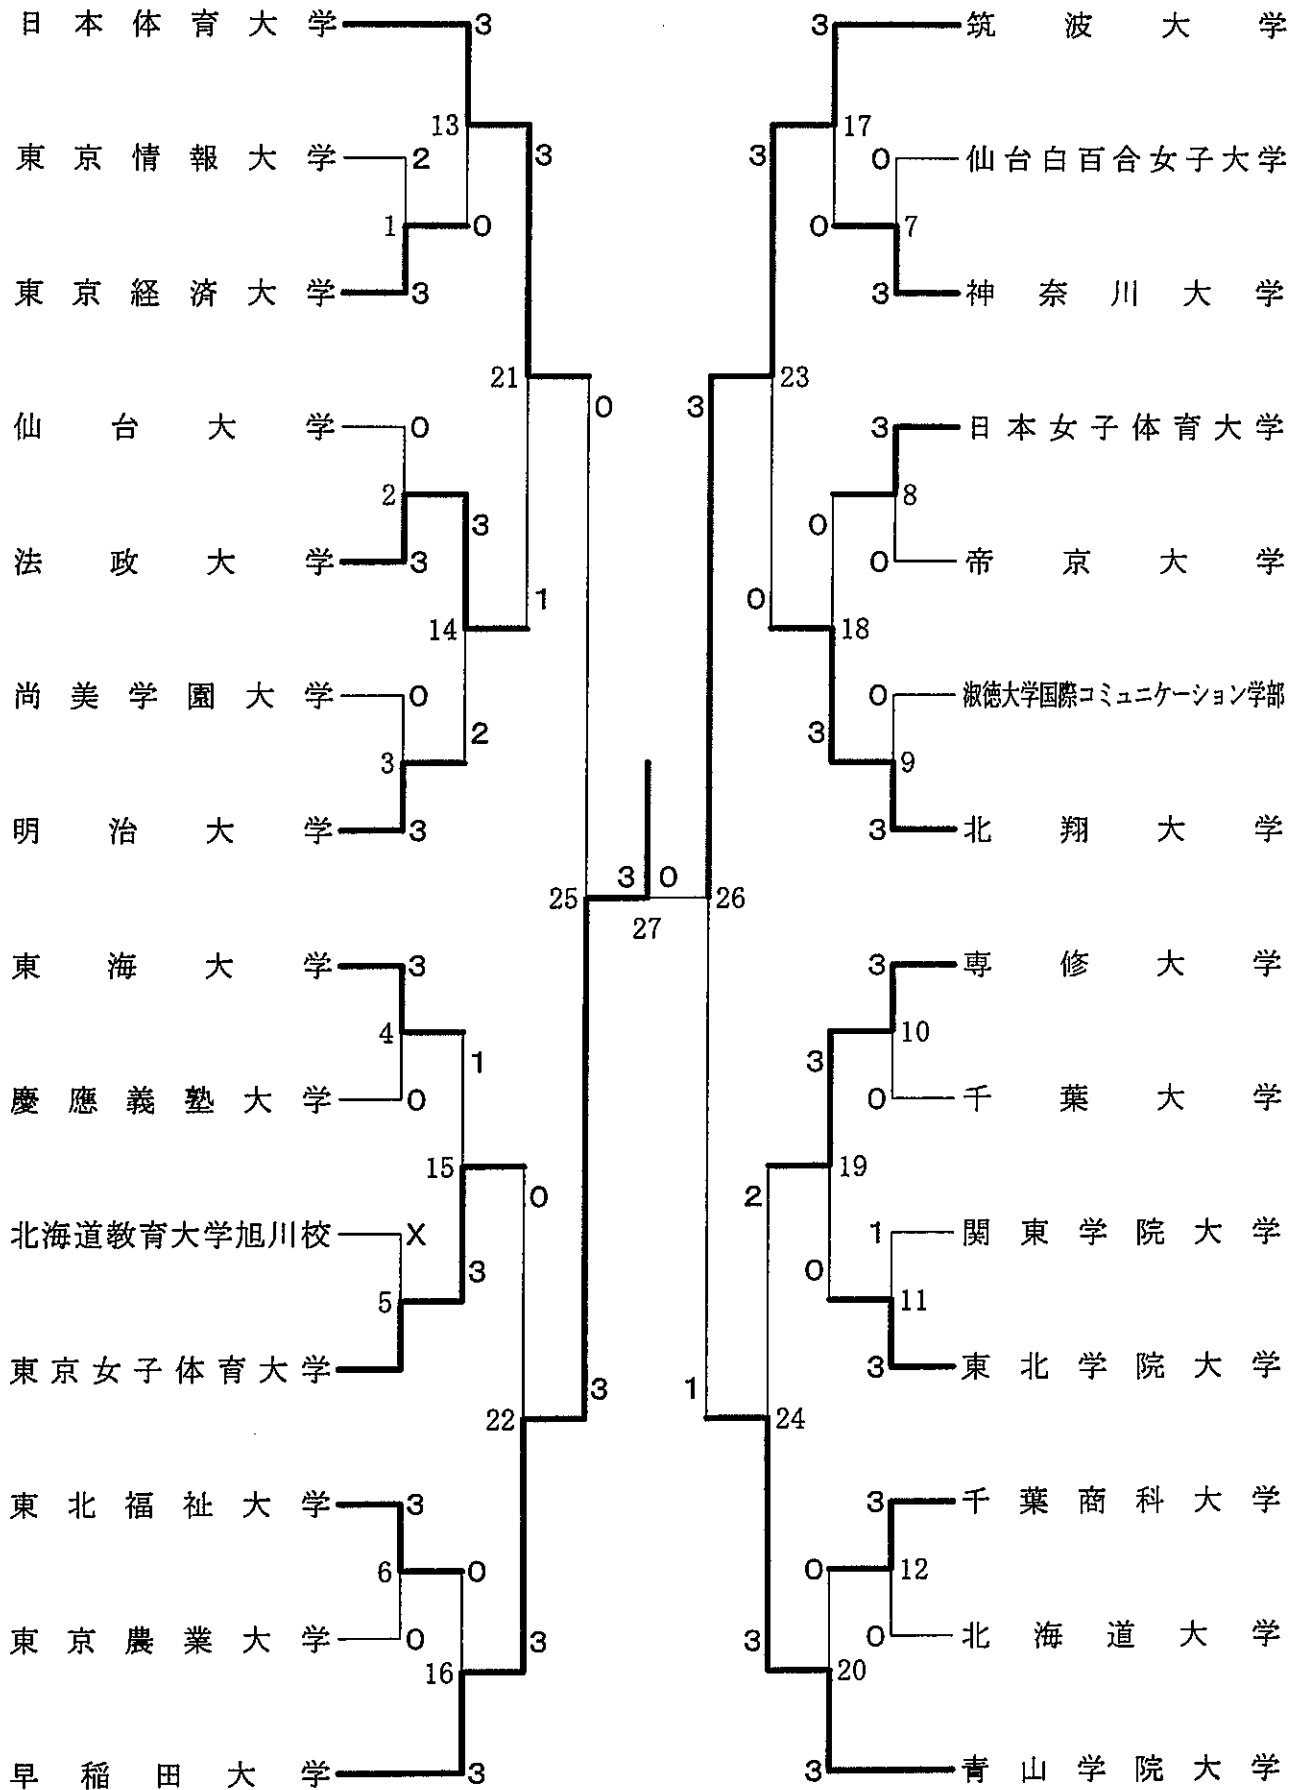 日本体育大学 3 3 筑波大学
13 17
東京情報大学 2 3 3 0 仙台白百合女子大学
1 0 0 7
東京経済大学 3 3 神奈川大学
21 23
仙台大学 0 0 3 3 日本女子体育大学
2 8
3 0
法政大学 3 0 帝京大学
1 0
14 18
尚美学園大学 0 0 淑徳大学国際コミュニケーション学部
2 3
3 9
明治大学 3 3 北翔大学
3 0
25 26
27
東海大学 3 3 専修大学
4 10
1 3
慶應義塾大学 0 0 千葉大学
15 19
0 2
北海道教育大学旭川校 X 1 関東学院大学
3 0
5 11
東京女子体育大学 3 東北学院大学
3 1
22 24
東北福祉大学 3 3 千葉商科大学
6 0 0 12
東京農業大学 0 3 3 0 北海道大学
16 20
早稲田大学 3 3 青山学院大学